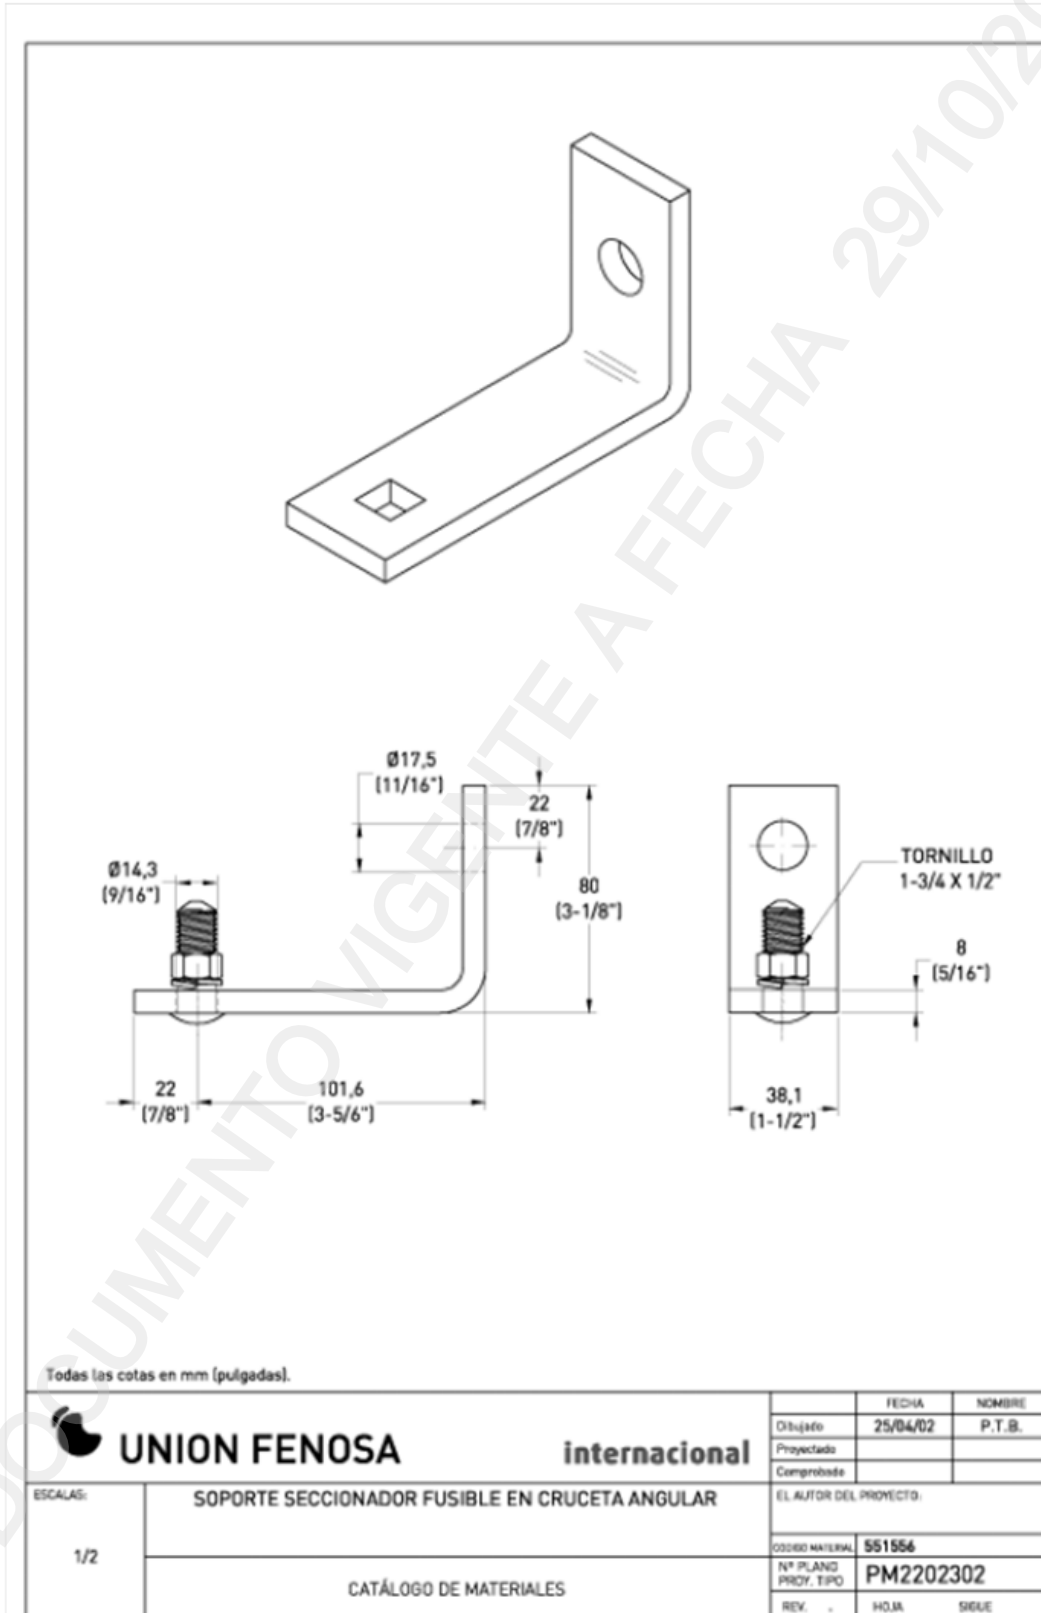 DOCUMENTO VIGENTE A FECHA 29/10/20
Ø17,5
(11/16")
22
(7/8")
Ø14,3
(9/16")
80
(3-1/8")
TORNILLO
1-3/4 X 1/2"
8
(5/16")
22
(7/8")
101,6
(3-5/6")
38,1
(1-1/2")
Todas las cotas en mm (pulgadas).
UNION FENOSA
internacional
FECHA
NOMBRE
Dibujado
25/04/02
P.T.B.
Proyectado
Comprobado
ESCALAS:
1/2
SOPORTE SECCIONADOR FUSIBLE EN CRUCETA ANGULAR
EL AUTOR DEL PROYECTO:
CODIGO MATERIAL
551556
CATÁLOGO DE MATERIALES
Nº PLANO
PROY. TIPO
PM2202302
REV. .
HOJA
SIGUE